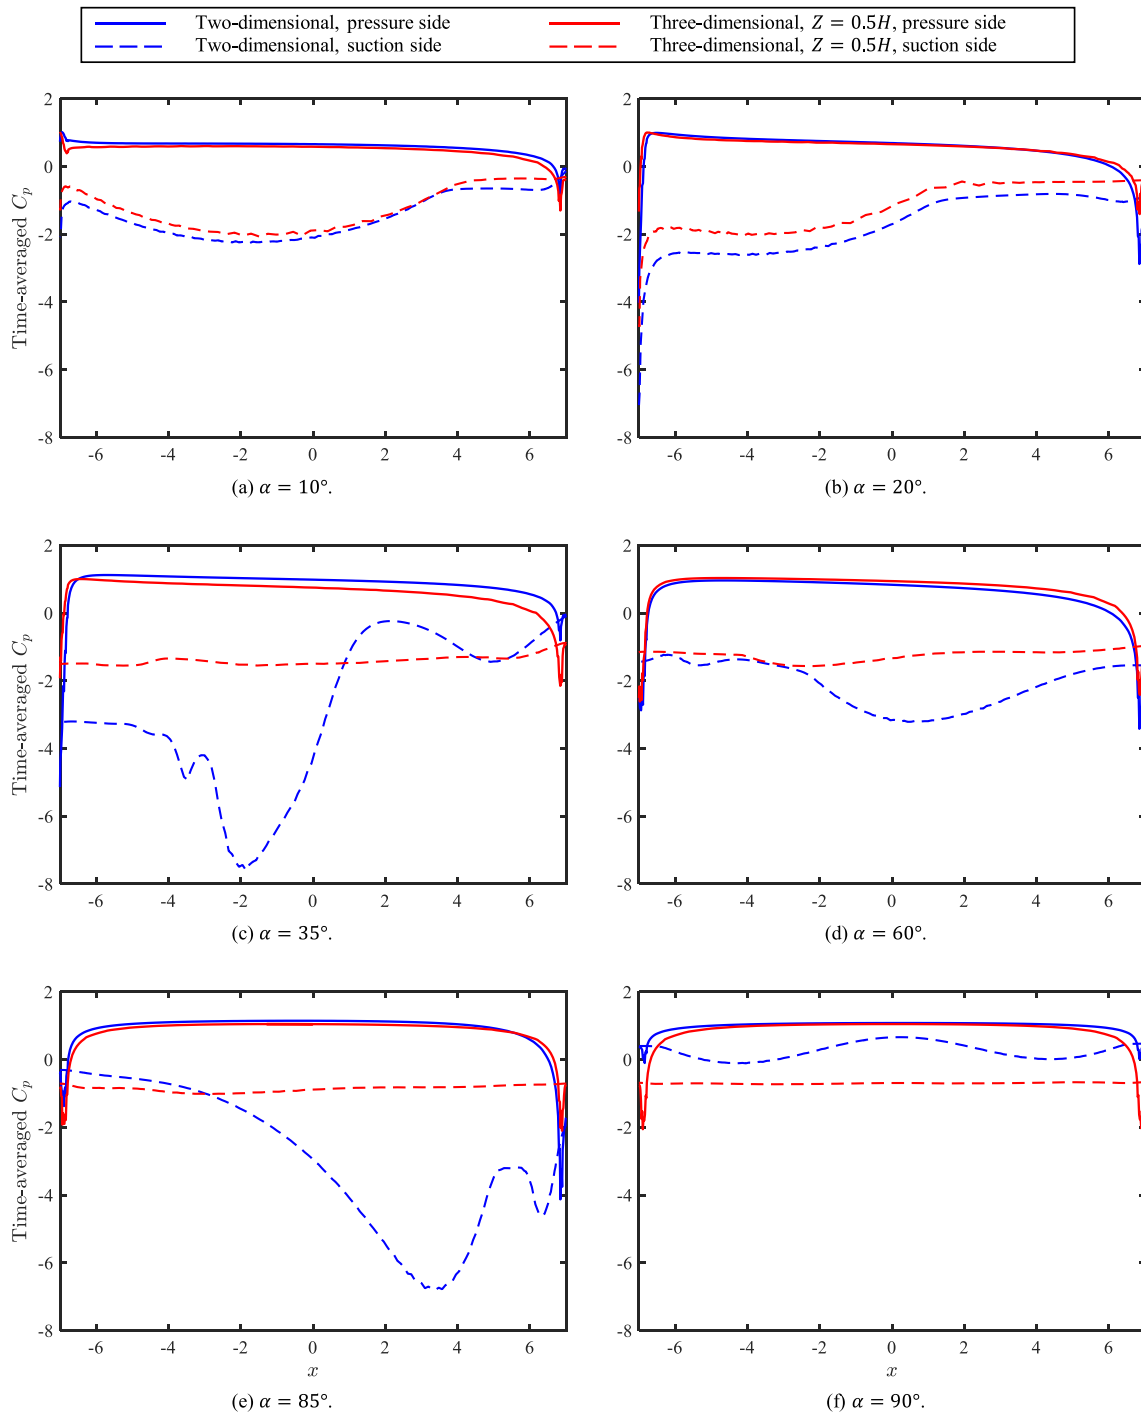 Two-dimensional, pressure side
Three-dimensional, Z = 0.5H, pressure side
Two-dimensional, suction side
Three-dimensional, Z = 0.5H, suction side
Time-averaged C_p
2
0
-2
-4
-6
-8
-6 -4 -2 0 2 4 6
(a) α = 10°.
2
0
-2
-4
-6
-8
-6 -4 -2 0 2 4 6
(b) α = 20°.
Time-averaged C_p
2
0
-2
-4
-6
-8
-6 -4 -2 0 2 4 6
(c) α = 35°.
2
0
-2
-4
-6
-8
-6 -4 -2 0 2 4 6
(d) α = 60°.
Time-averaged C_p
2
0
-2
-4
-6
-8
-6 -4 -2 0 2 4 6
x
(e) α = 85°.
2
0
-2
-4
-6
-8
-6 -4 -2 0 2 4 6
x
(f) α = 90°.